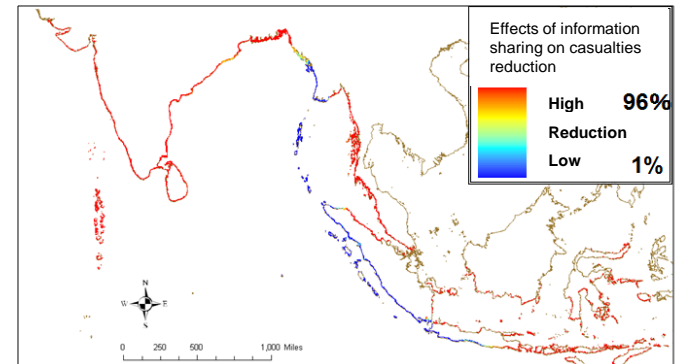 Effects of information
sharing on casualties
reduction
High 96%
Reduction
Low 1%
N
W E
S
0 250 500 1,000 Miles